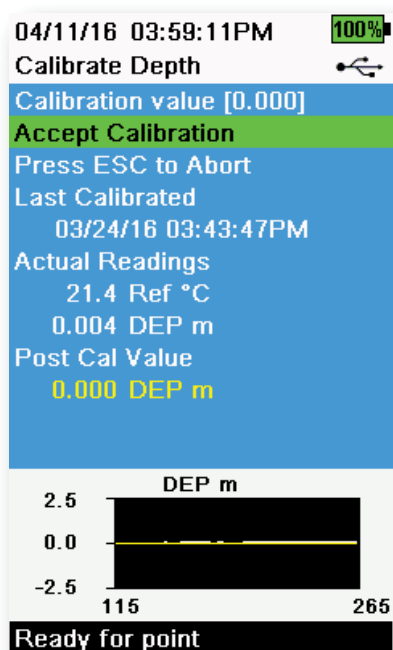 04/11/16 03:59:11PM 100%
Calibrate Depth
Calibration value [0.000]
Accept Calibration
Press ESC to Abort
Last Calibrated
03/24/16 03:43:47PM
Actual Readings
21.4 Ref °C
0.004 DEP m
Post Cal Value
0.000 DEP m
DEP m
2.5
0.0
-2.5
115 265
Ready for point